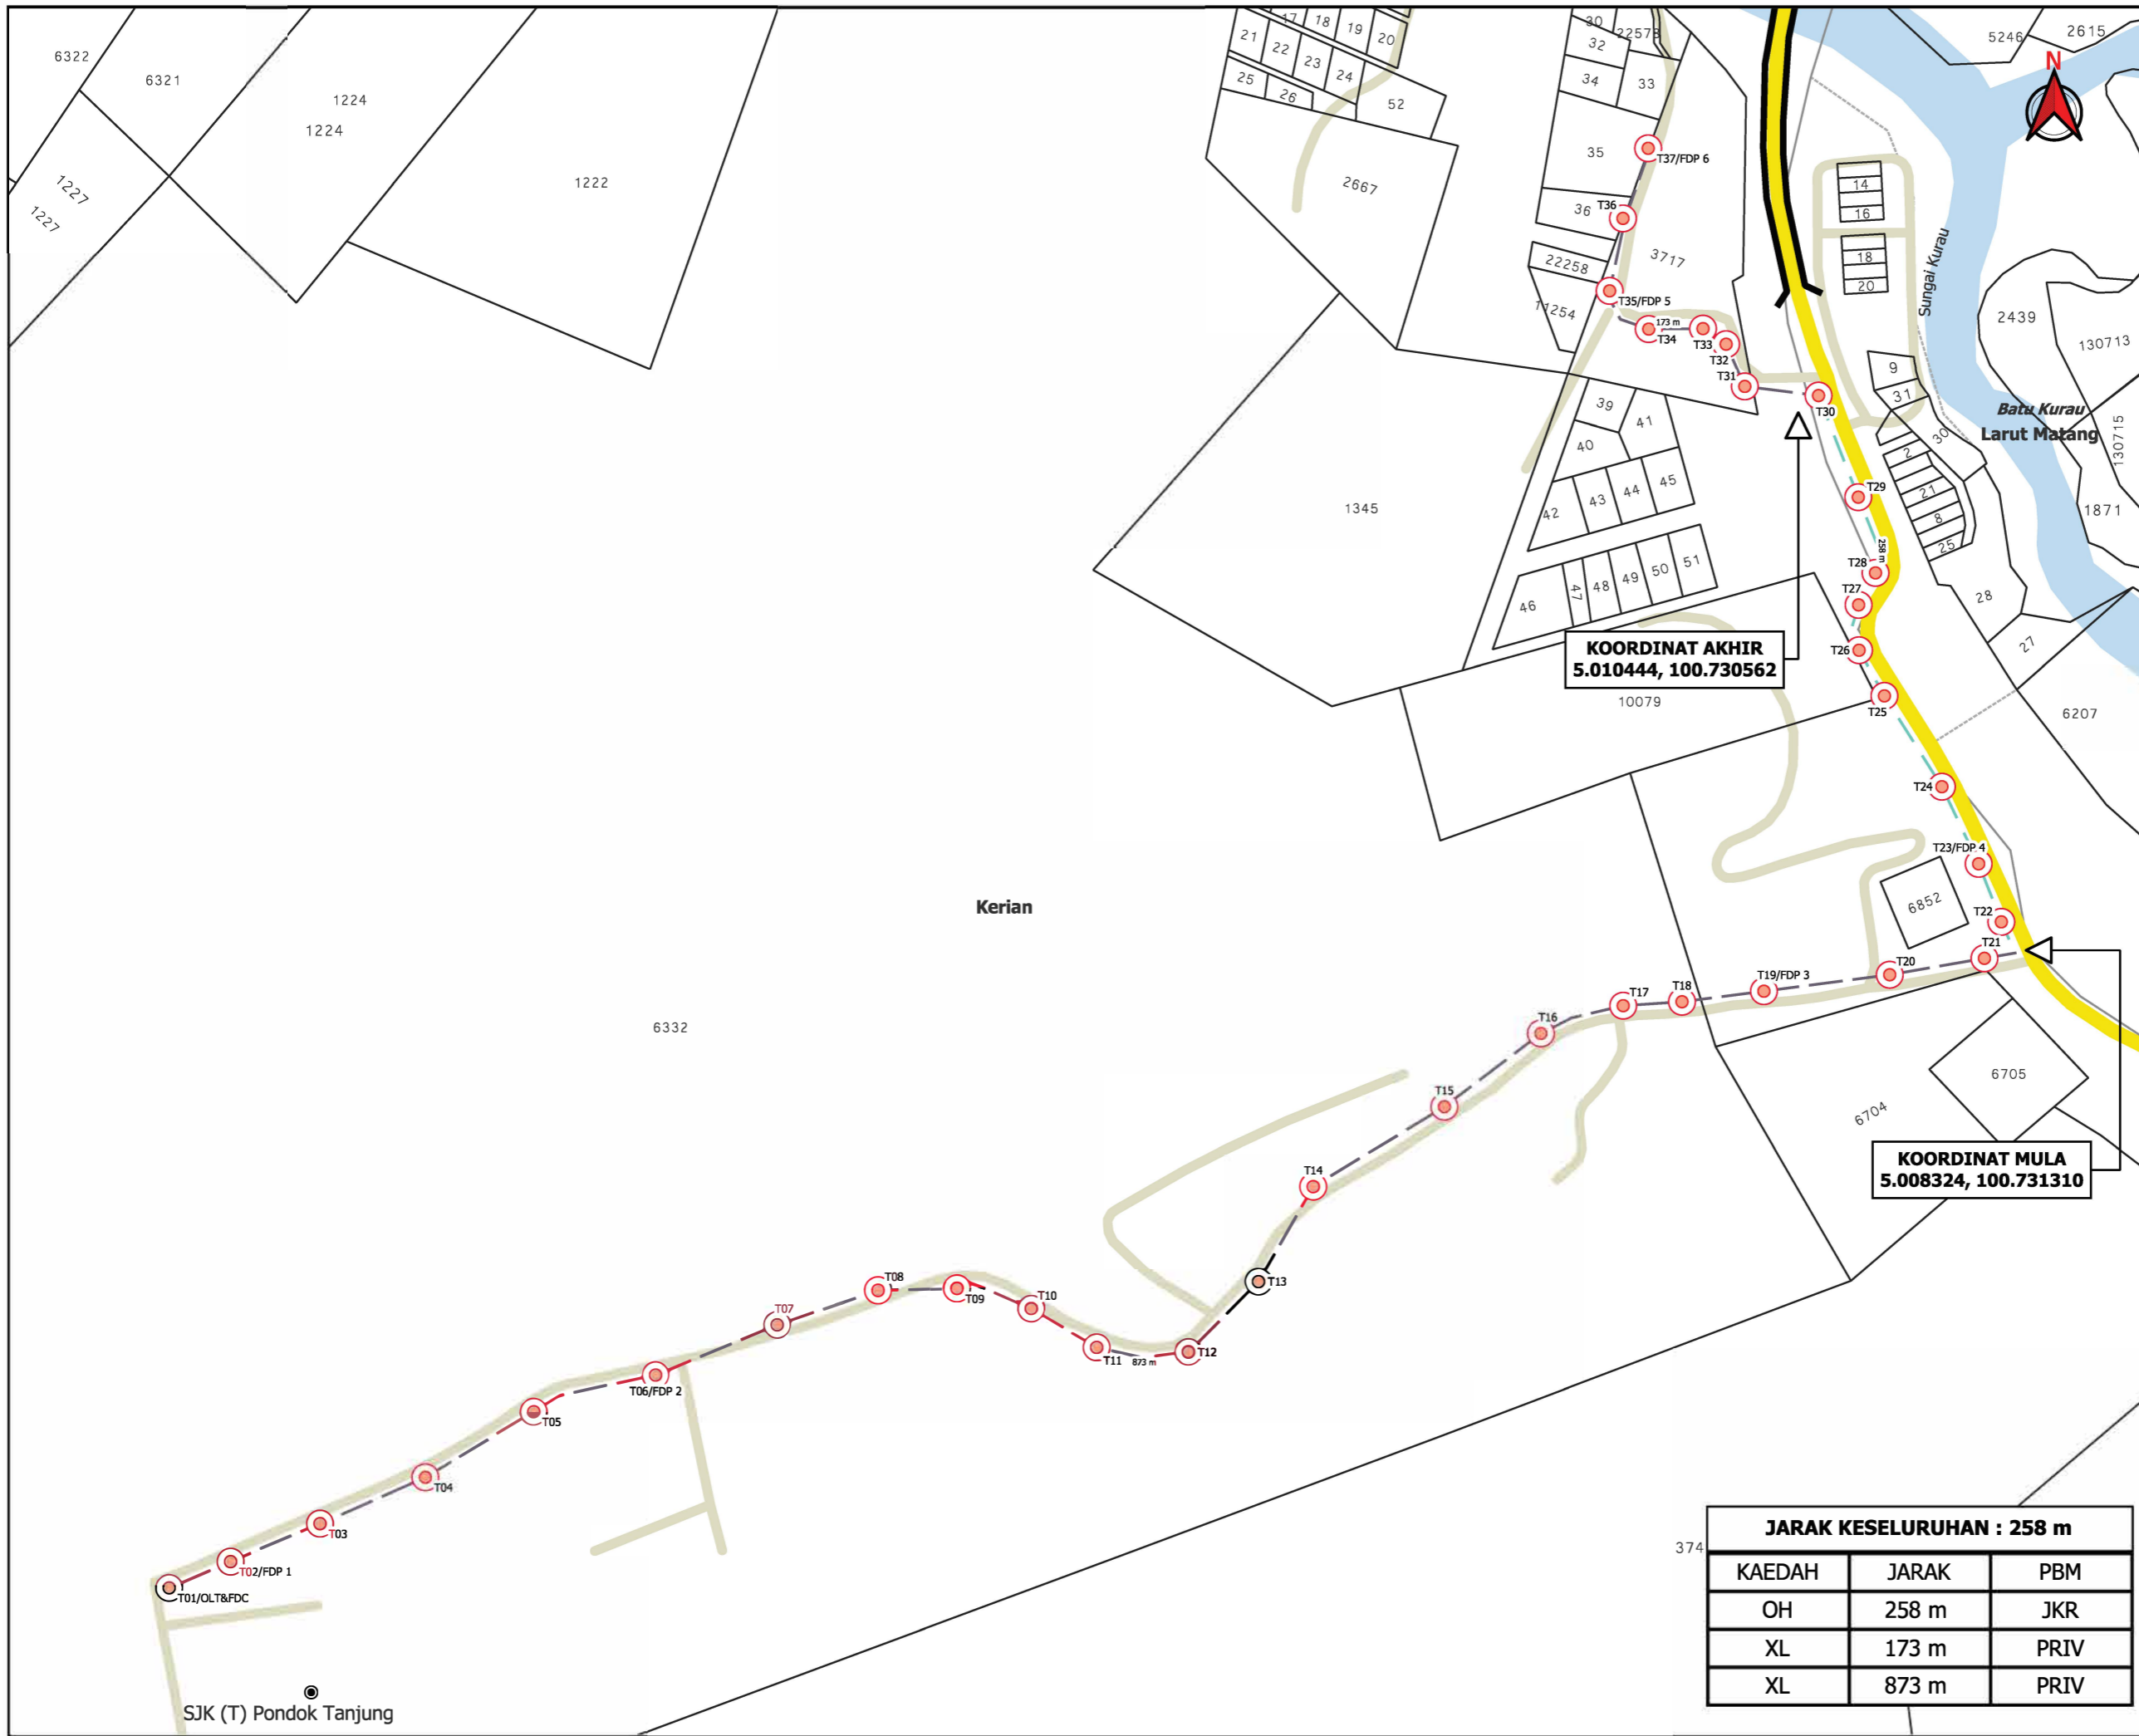 6322
6321
1224
1224
1222
1227
1227
17
18
19
20
21
22
23
24
25
26
52
2667
30
22578
32
34
33
35
T37/FDP 6
36
T36
3717
22258
11254
T35/FDP 5
173 m
T34
T33
T32
T31
T30
5246
2615
N
14
16
18
20
Sungai Kurau
2439
130713
9
31
Batu Kurau
Larut Matang
130715
30
2
21
8
25
1871
39
41
40
45
44
43
42
1345
51
50
49
48
47
46
T29
258 m
T28
T27
T26
T25
28
27
KOORDINAT AKHIR
5.010444, 100.730562
10079
6207
T24
T23/FDP 4
6852
T22
T21
Kerian
T20
T19/FDP 3
T18
T17
T16
6332
6705
6704
T15
KOORDINAT MULA
5.008324, 100.731310
T14
T13
T08
T09
T10
T07
T11
873 m
T12
T06/FDP 2
T05
T04
T03
T02/FDP 1
T01/OLT&FDC
SJK (T) Pondok Tanjung
374
JARAK KESELURUHAN : 258 m
KAEDAH JARAK PBM
OH 258 m JKR
XL 173 m PRIV
XL 873 m PRIV